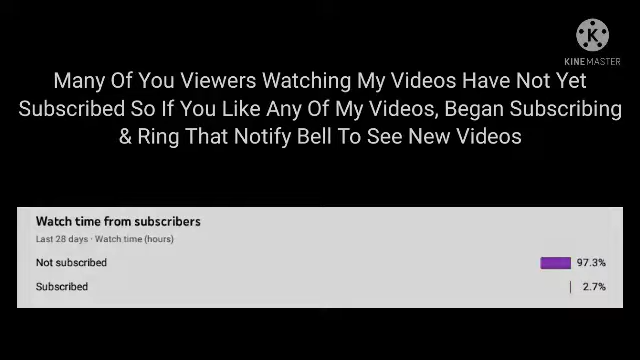 K
KINEMASTER
Many Of You Viewers Watching My Videos Have Not Yet
Subscribed So If You Like Any Of My Videos, Began Subscribing
& Ring That Notify Bell To See New Videos
Watch time from subscribers
Last 28 days · Watch time (hours)
Not subscribed 97.3%
Subscribed 2.7%